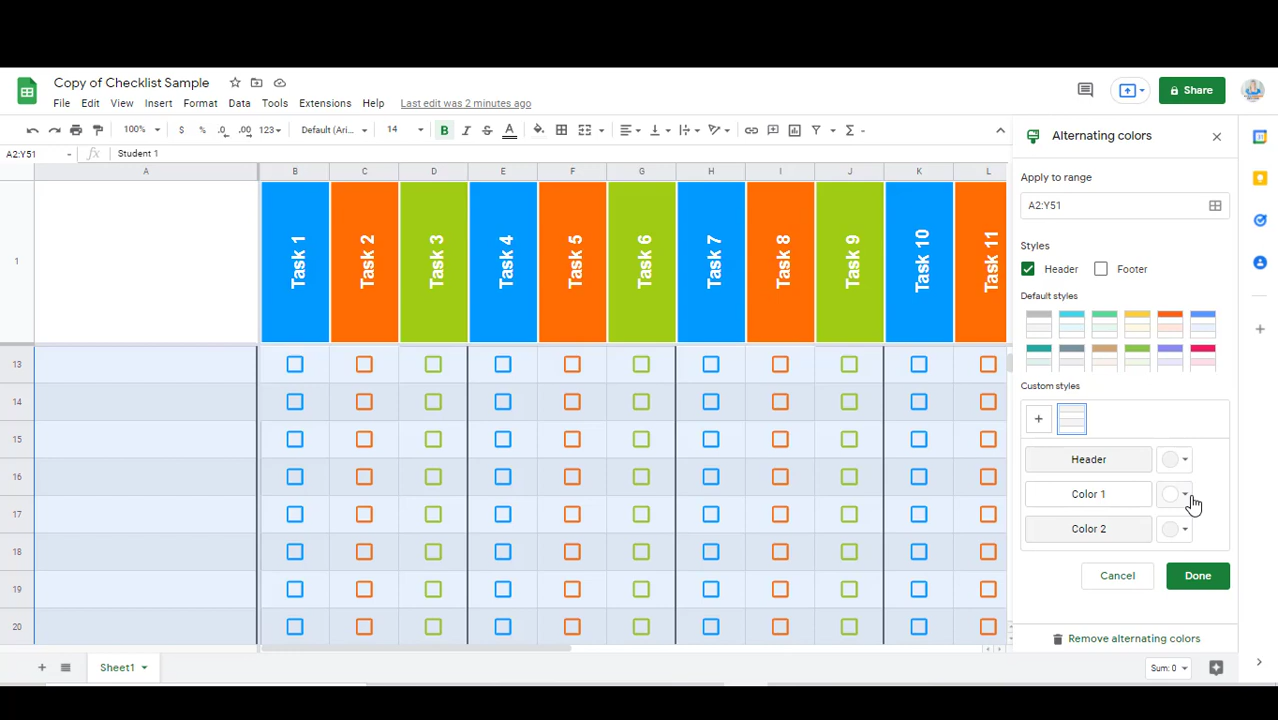 Copy of Checklist Sample
File Edit View Insert Format Data Tools Extensions Help Last edit was 2 minutes ago
Share
100% $ % .0 .00 123 Default (Ari... 14 B I S A
A2:Y51 fx Student 1
A B C D E F G H I J K L
1 Task 1 Task 2 Task 3 Task 4 Task 5 Task 6 Task 7 Task 8 Task 9 Task 10 Task 11
13
14
15
16
17
18
19
20
Sheet1
Sum: 0
Alternating colors
Apply to range
A2:Y51
Styles
Header Footer
Default styles
Custom styles
Header
Color 1
Color 2
Cancel Done
Remove alternating colors